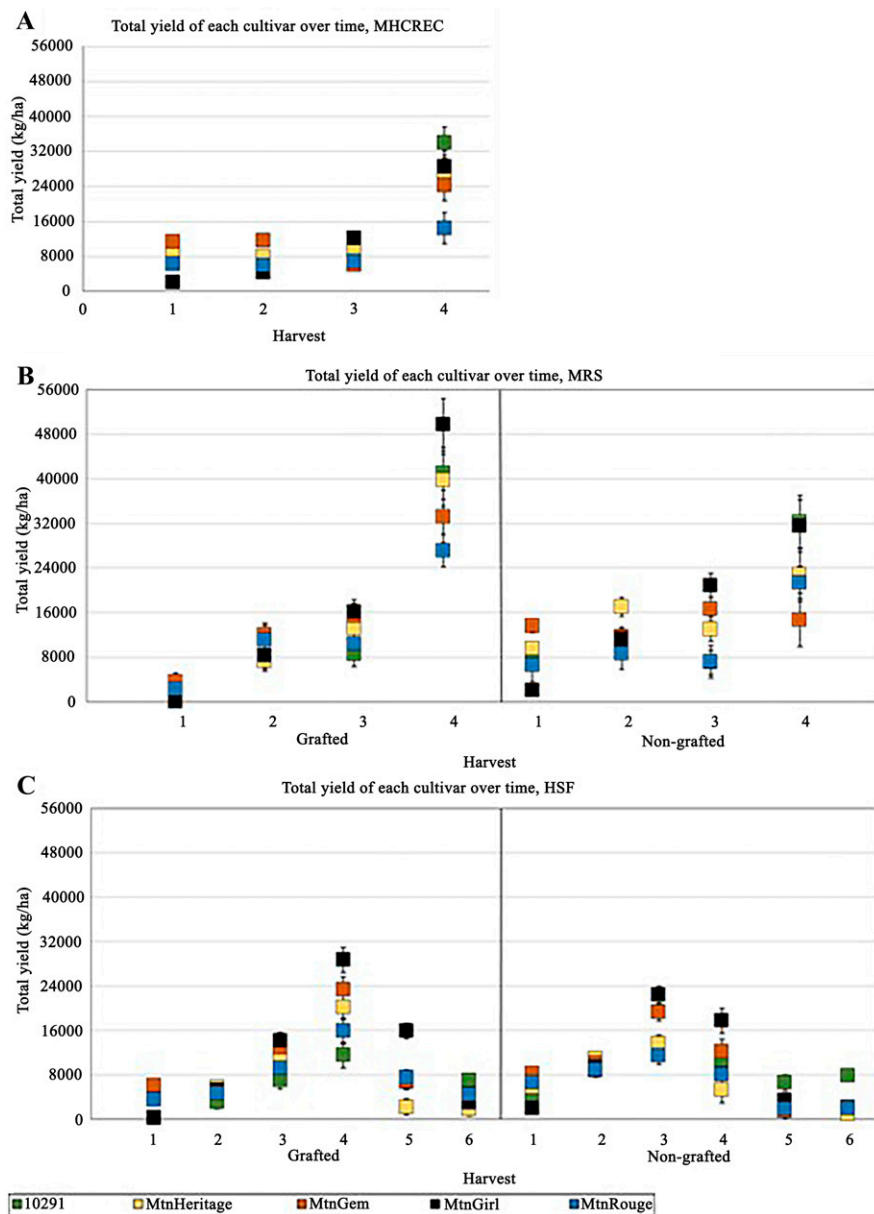 A
Total yield of each cultivar over time, MHCREC
Total yield (kg/ha)
56000
48000
40000
32000
24000
16000
8000
0
0 1 2 3 4
Harvest
B
Total yield of each cultivar over time, MRS
Total yield (kg/ha)
56000
48000
40000
32000
24000
16000
8000
0
1 2 3 4 1 2 3 4
Grafted Non-grafted
Harvest
C
Total yield of each cultivar over time, HSF
Total yield (kg/ha)
56000
48000
40000
32000
24000
16000
8000
0
1 2 3 4 5 6 1 2 3 4 5 6
Grafted Non-grafted
Harvest
10291 MtnHeritage MtnGem MtnGirl MtnRouge